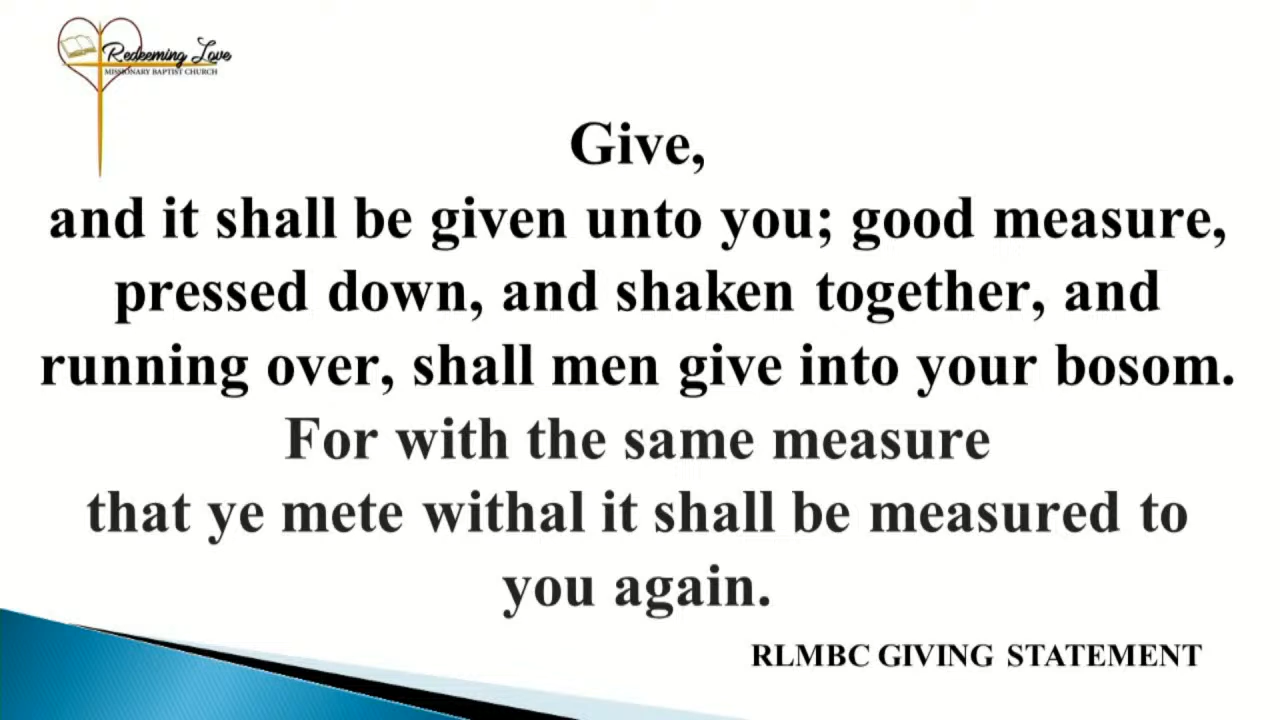 Redeeming Love
MISSIONARY BAPTIST CHURCH
Give,
and it shall be given unto you; good measure,
pressed down, and shaken together, and
running over, shall men give into your bosom.
For with the same measure
that ye mete withal it shall be measured to
you again.
RLMBC GIVING STATEMENT